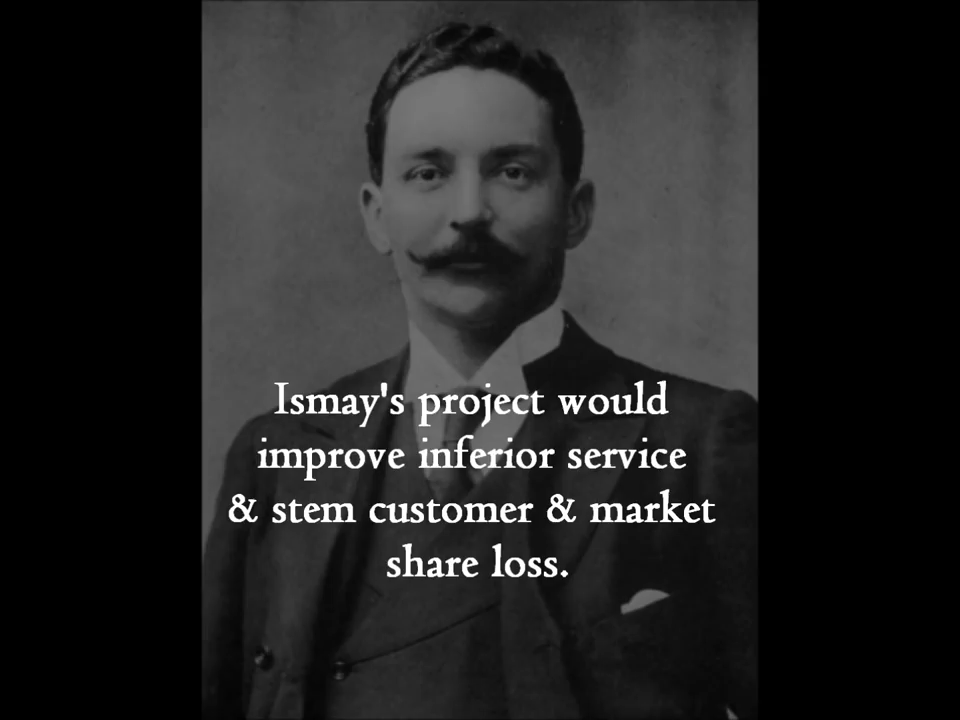 Ismay's project would
improve inferior service
& stem customer & market
share loss.